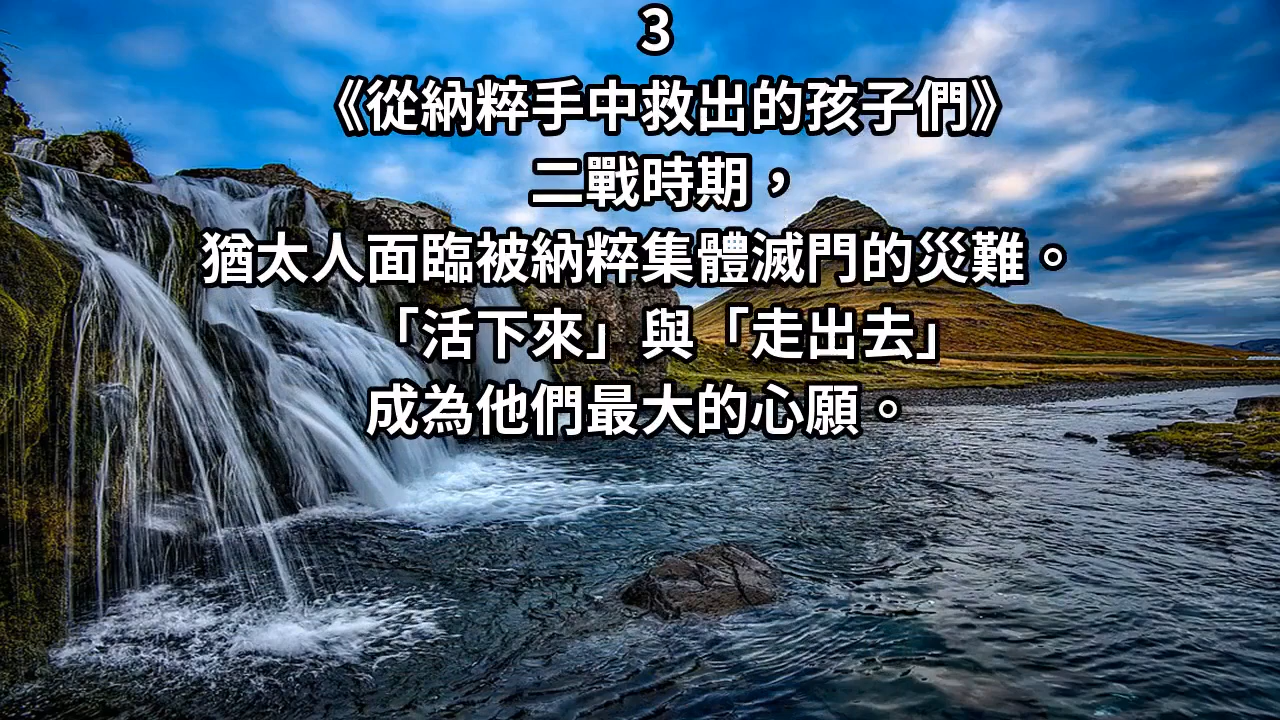 3
《從納粹手中救出的孩子們》
二戰時期，
猶太人面臨被納粹集體滅門的災難。
「活下來」與「走出去」
成為他們最大的心願。